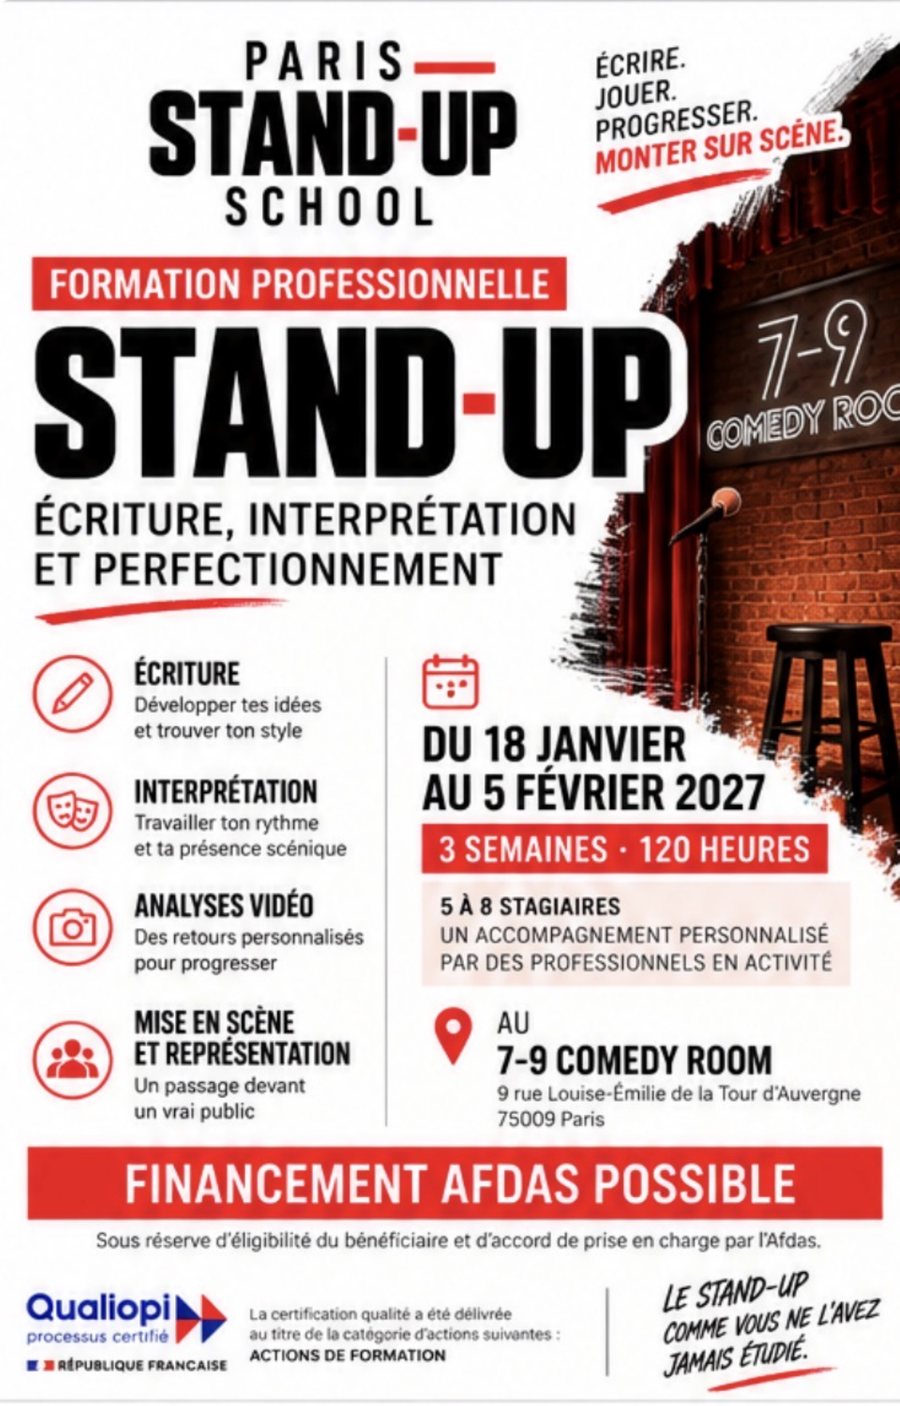 PARIS
STAND-UP
SCHOOL
ÉCRIRE.
JOUER.
PROGRESSER.
MONTER SUR SCÈNE.
FORMATION PROFESSIONNELLE
STAND-UP
ÉCRITURE, INTERPRÉTATION
ET PERFECTIONNEMENT
7-9
COMEDY ROO
ÉCRITURE
Développer tes idées
et trouver ton style
INTERPRÉTATION
Travailler ton rythme
et ta présence scénique
ANALYSES VIDÉO
Des retours personnalisés
pour progresser
MISE EN SCÈNE
ET REPRÉSENTATION
Un passage devant
un vrai public
DU 18 JANVIER
AU 5 FÉVRIER 2027
3 SEMAINES · 120 HEURES
5 À 8 STAGIAIRES
UN ACCOMPAGNEMENT PERSONNALISÉ
PAR DES PROFESSIONNELS EN ACTIVITÉ
AU
7-9 COMEDY ROOM
9 rue Louise-Émilie de la Tour d'Auvergne
75009 Paris
FINANCEMENT AFDAS POSSIBLE
Sous réserve d'éligibilité du bénéficiaire et d'accord de prise en charge par l'Afdas.
Qualiopi
processus certifié
RÉPUBLIQUE FRANCAISE
La certification qualité a été délivrée
au titre de la catégorie d'actions suivantes :
ACTIONS DE FORMATION
LE STAND-UP
COMME VOUS NE L'AVEZ
JAMAIS ÉTUDIÉ.